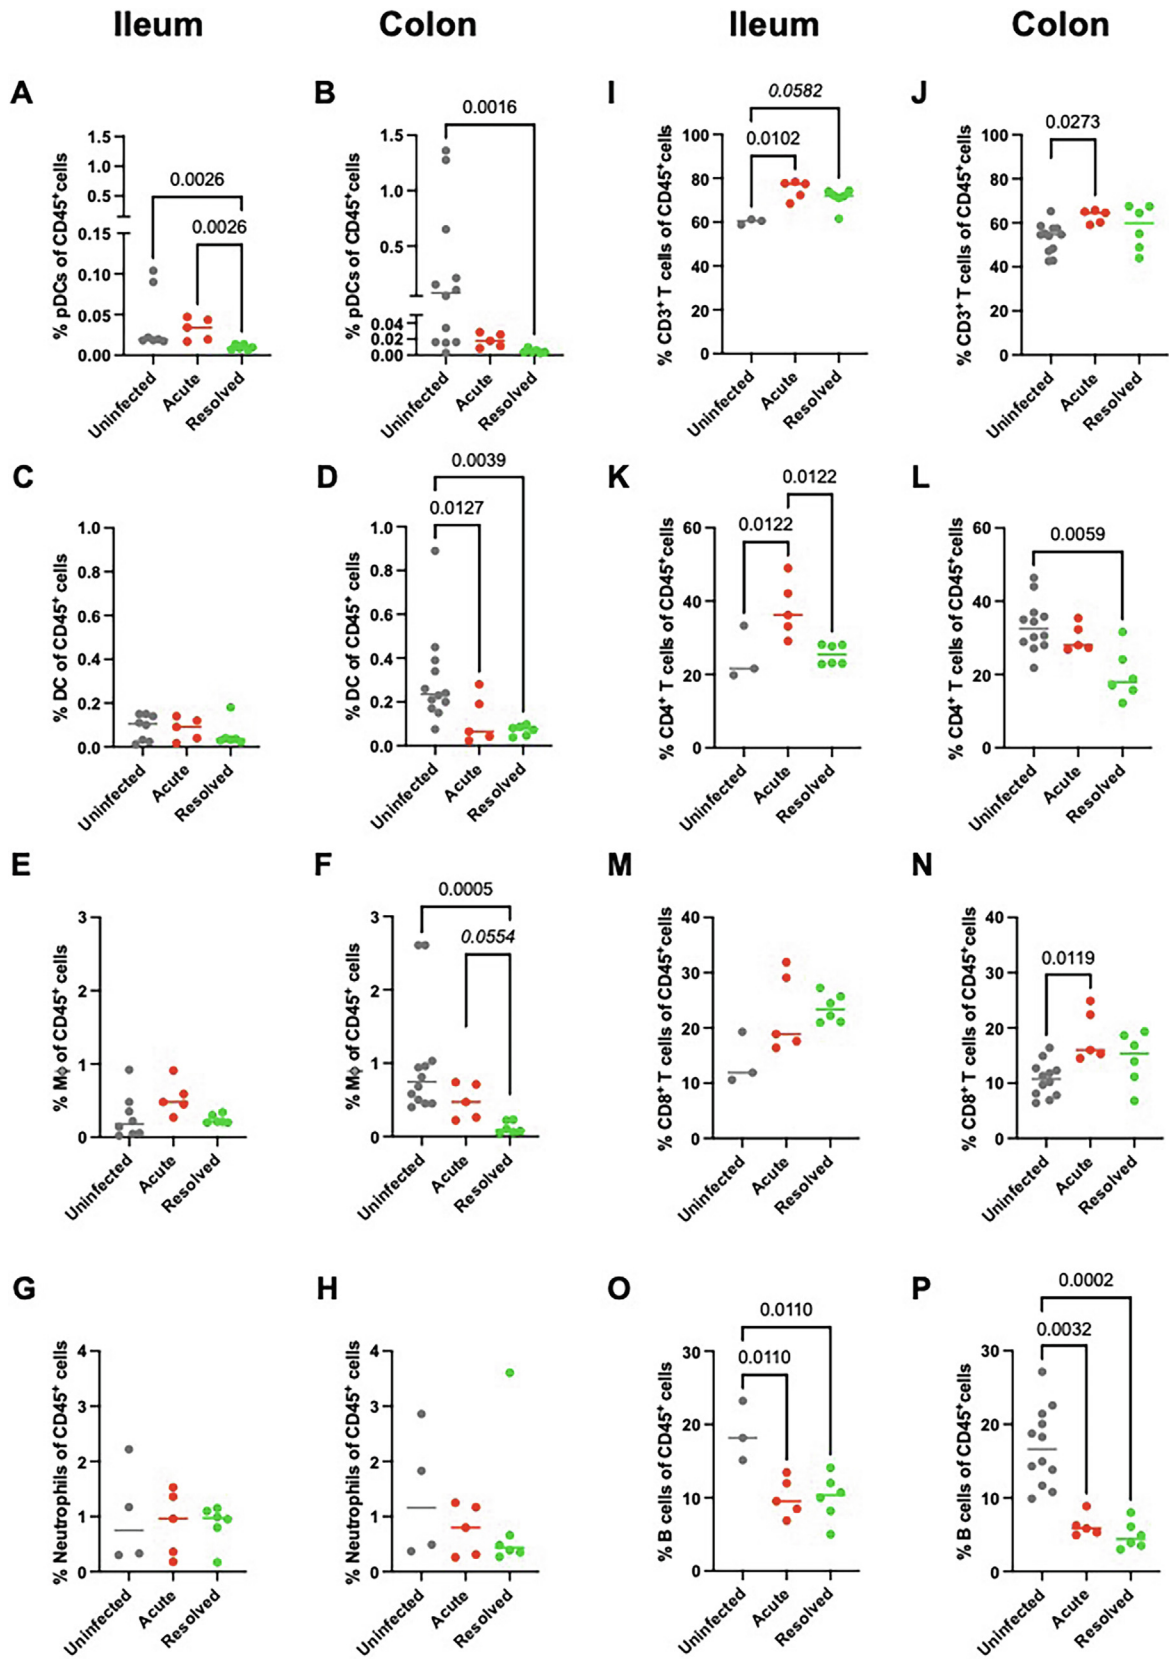 Ileum Colon Ileum Colon
A
% pDCs of CD45⁺cells
1.5
1.0
0.5
0.15
0.10
0.05
0.00
0.0026
0.0026
Uninfected
Acute
Resolved
B
% pDCs of CD45⁺cells
1.5
1.0
0.5
0.04
0.02
0.00
0.0016
Uninfected
Acute
Resolved
I
% CD3⁺ T cells of CD45⁺cells
100
80
60
40
20
0
0.0582
0.0102
Uninfected
Acute
Resolved
J
% CD3⁺ T cells of CD45⁺cells
100
80
60
40
20
0
0.0273
Uninfected
Acute
Resolved
C
% DC of CD45⁺ cells
1.0
0.8
0.6
0.4
0.2
0.0
Uninfected
Acute
Resolved
D
% DC of CD45⁺ cells
1.0
0.8
0.6
0.4
0.2
0.0
0.0039
0.0127
Uninfected
Acute
Resolved
K
% CD4⁺ T cells of CD45⁺cells
60
40
20
0
0.0122
0.0122
Uninfected
Acute
Resolved
L
% CD4⁺ T cells of CD45⁺cells
60
40
20
0
0.0059
Uninfected
Acute
Resolved
E
% Mϕ of CD45⁺ cells
3
2
1
0
Uninfected
Acute
Resolved
F
% Mϕ of CD45⁺ cells
3
2
1
0
0.0005
0.0554
Uninfected
Acute
Resolved
M
% CD8⁺ T cells of CD45⁺cells
40
30
20
10
0
Uninfected
Acute
Resolved
N
% CD8⁺ T cells of CD45⁺cells
40
30
20
10
0
0.0119
Uninfected
Acute
Resolved
G
% Neutrophils of CD45⁺ cells
4
3
2
1
0
Uninfected
Acute
Resolved
H
% Neutrophils of CD45⁺ cells
4
3
2
1
0
Uninfected
Acute
Resolved
O
% B cells of CD45⁺cells
30
20
10
0
0.0110
0.0110
Uninfected
Acute
Resolved
P
% B cells of CD45⁺cells
30
20
10
0
0.0002
0.0032
Uninfected
Acute
Resolved